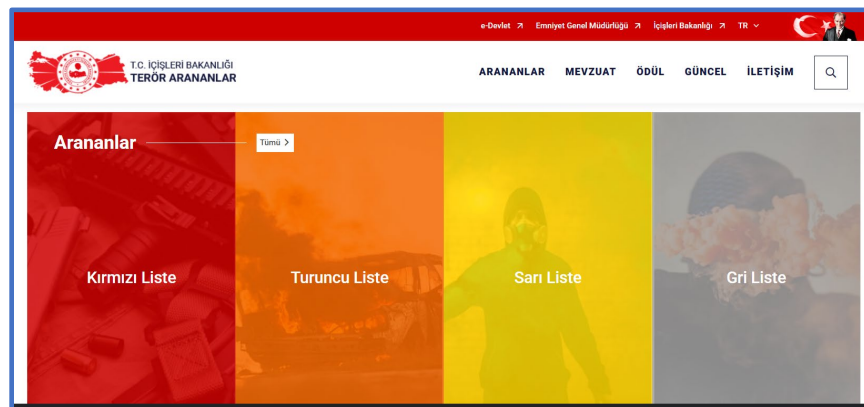 e-Devlet Emniyet Genel Müdürlüğü İçişleri Bakanlığı TR
T.C. İÇİŞLERİ BAKANLIĞI
TERÖR ARANANLAR
ARANANLAR MEVZUAT ÖDÜL GÜNCEL İLETİŞİM
Arananlar
Tümü
Kırmızı Liste
Turuncu Liste
Sarı Liste
Gri Liste